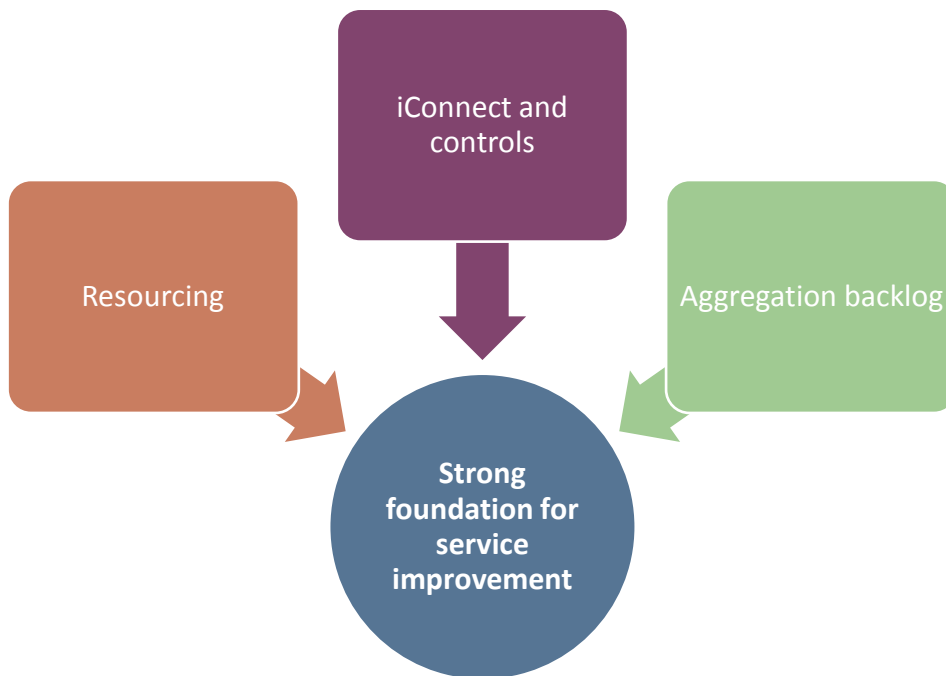 iConnect and
controls
Resourcing
Aggregation backlog
Strong
foundation for
service
improvement